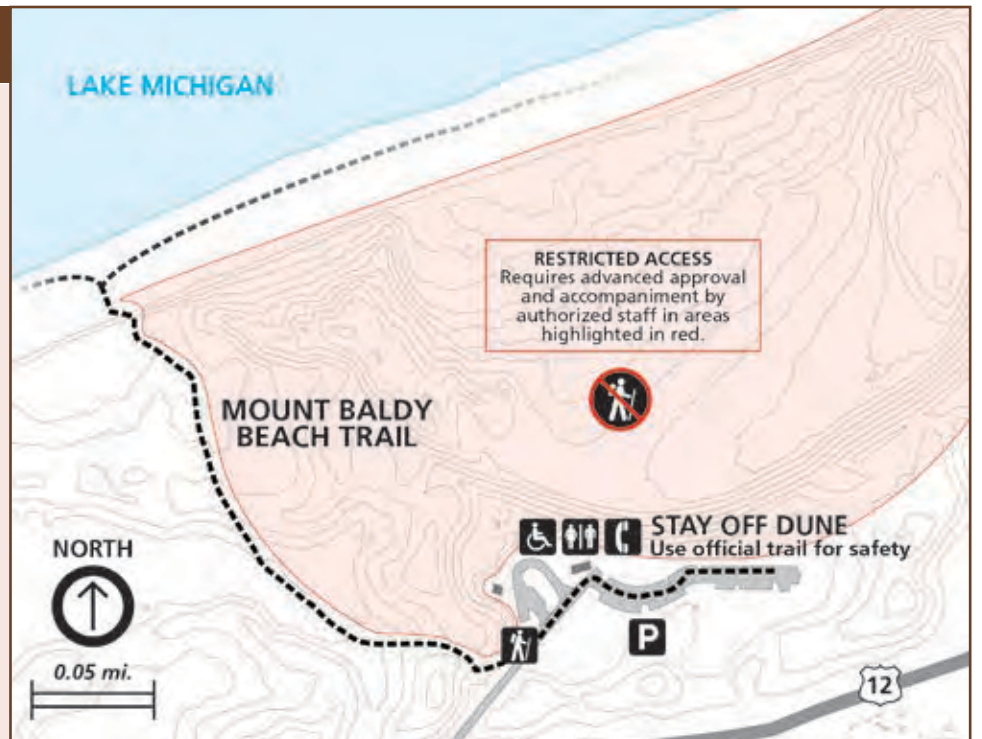 LAKE MICHIGAN
RESTRICTED ACCESS
Requires advanced approval
and accompaniment by
authorized staff in areas
highlighted in red.
MOUNT BALDY
BEACH TRAIL
STAY OFF DUNE
Use official trail for safety
NORTH
P
0.05 mi.
12